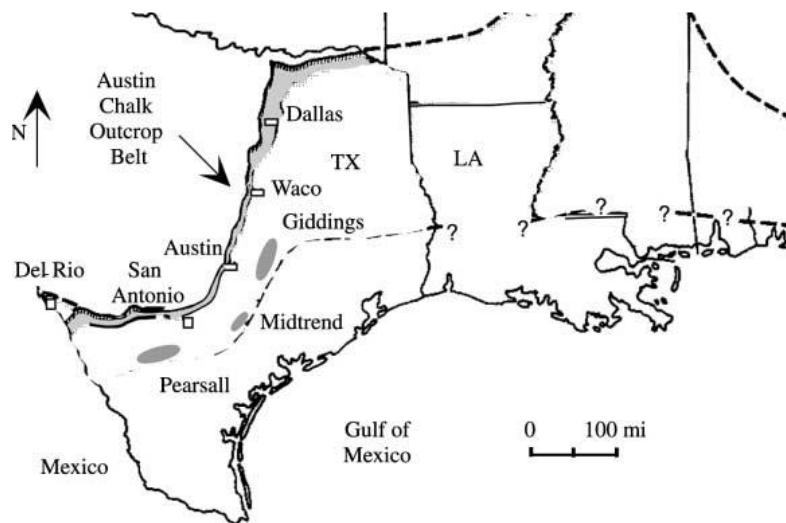 Austin
Chalk
Outcrop
Belt
N
Dallas
TX
LA
Waco
Giddings
? ? ? ? ? ?
Austin
Del Rio
San
Antonio
Midtrend
Pearsall
Gulf of
Mexico
0 100 mi
Mexico